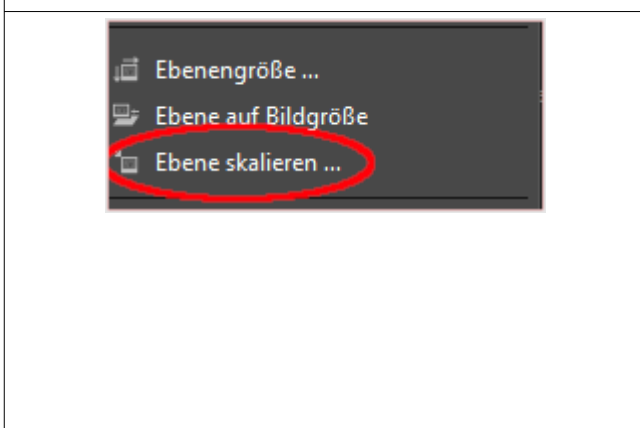 Ebenengröße ...
Ebene auf Bildgröße
Ebene skalieren ...